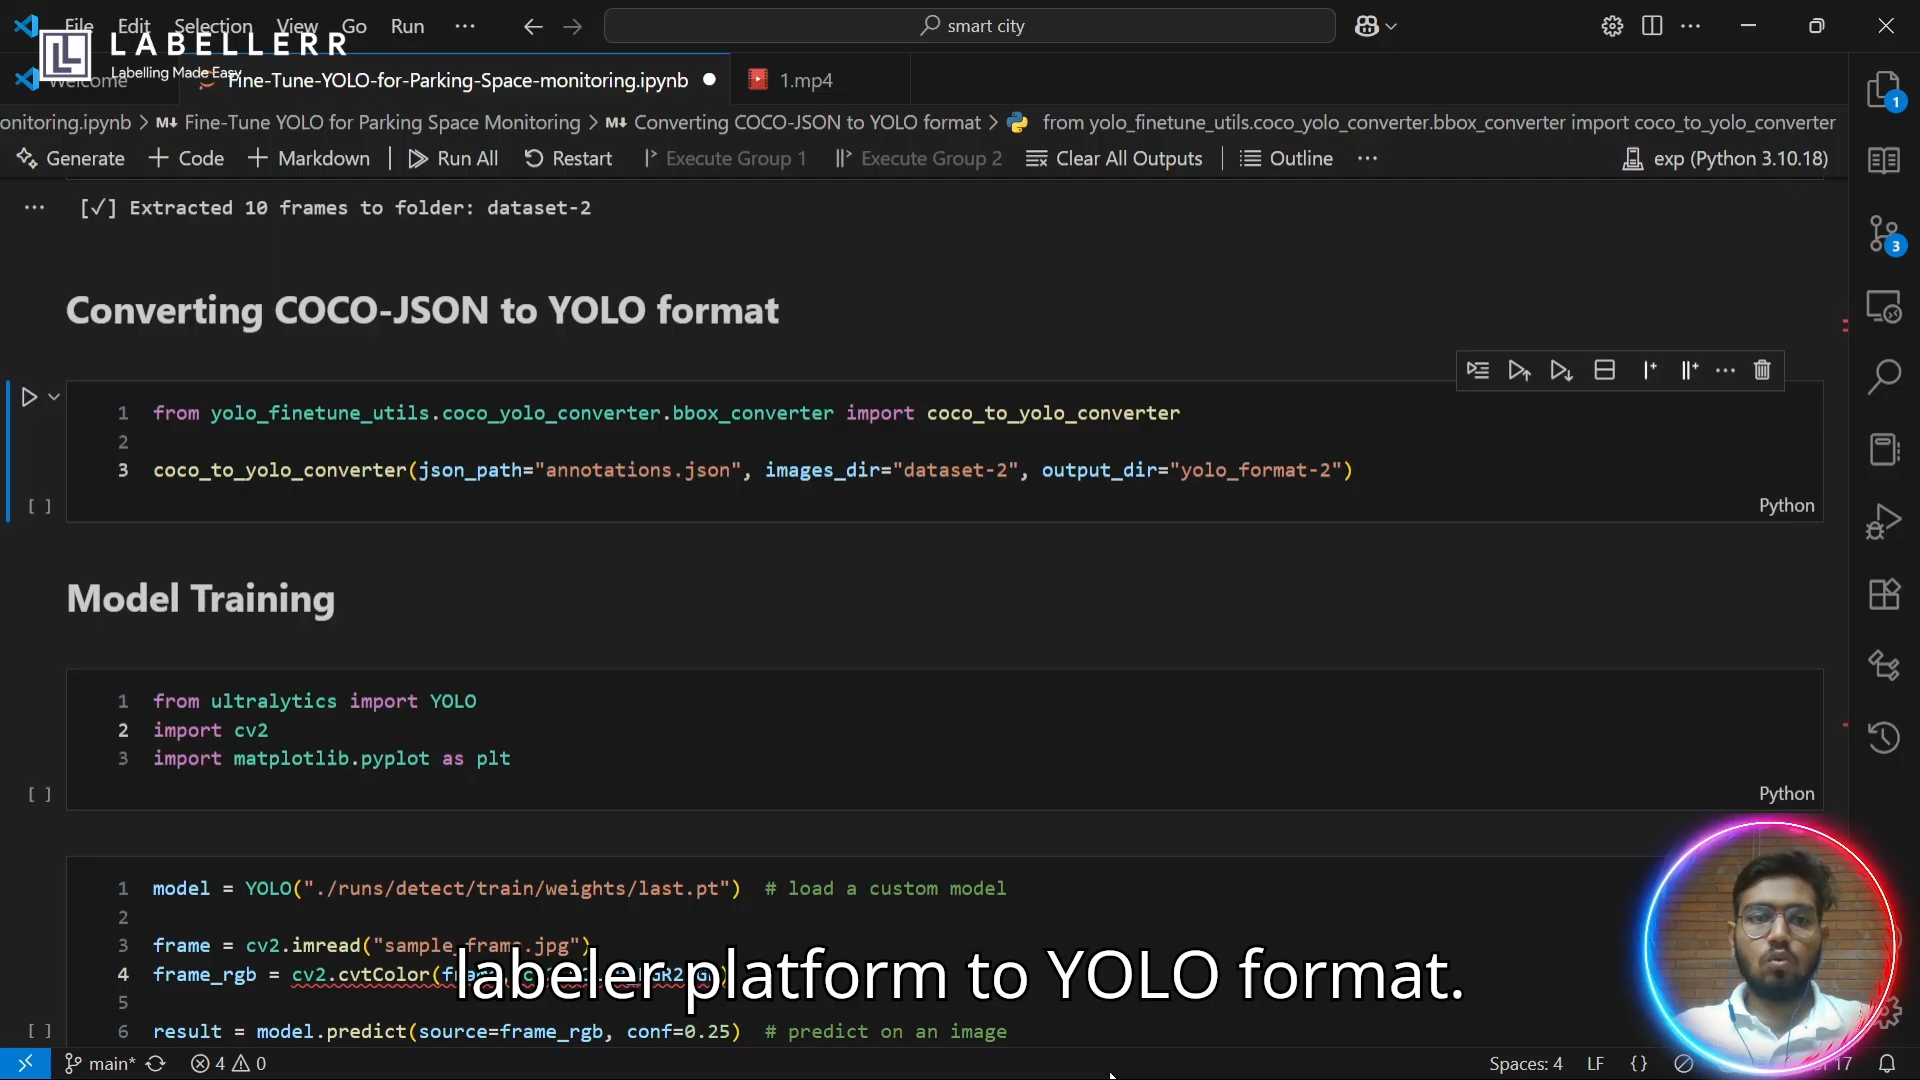 File Edit Selection View Go Run ··· smart city
LABELLERR
Labelling Made Easy
Welcome Fine-Tune-YOLO-for-Parking-Space-monitoring.ipynb 1.mp4
onitoring.ipynb > M↓ Fine-Tune YOLO for Parking Space Monitoring > M↓ Converting COCO-JSON to YOLO format > from yolo_finetune_utils.coco_yolo_converter.bbox_converter import coco_to_yolo_converter
Generate + Code + Markdown | Run All Restart Execute Group 1 Execute Group 2 Clear All Outputs | Outline ··· exp (Python 3.10.18)
1
··· [✓] Extracted 10 frames to folder: dataset-2
3
Converting COCO-JSON to YOLO format
1 from yolo_finetune_utils.coco_yolo_converter.bbox_converter import coco_to_yolo_converter
2
3 coco_to_yolo_converter(json_path="annotations.json", images_dir="dataset-2", output_dir="yolo_format-2")
[ ] Python
Model Training
1 from ultralytics import YOLO
2 import cv2
3 import matplotlib.pyplot as plt
[ ] Python
1 model = YOLO("./runs/detect/train/weights/last.pt") # load a custom model
2
3 frame = cv2.imread("sample_frame.jpg")
4 frame_rgb = cv2.cvtColor(
labeler platform to YOLO format.
5
[ ] 6 result = model.predict(source=frame_rgb, conf=0.25) # predict on an image
main* 4 0 Spaces: 4 LF {} 17